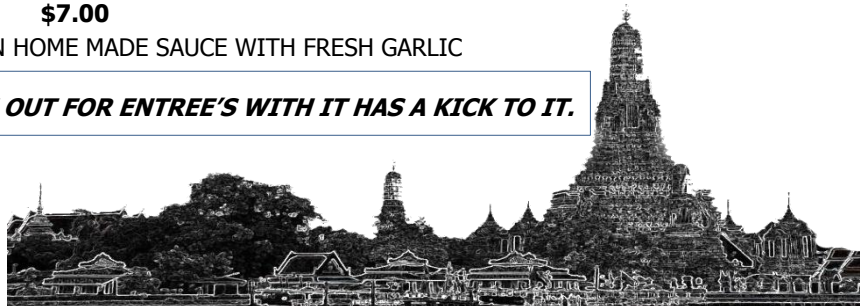 $7.00
HOME MADE SAUCE WITH FRESH GARLIC
OUT FOR ENTREE'S WITH IT HAS A KICK TO IT.